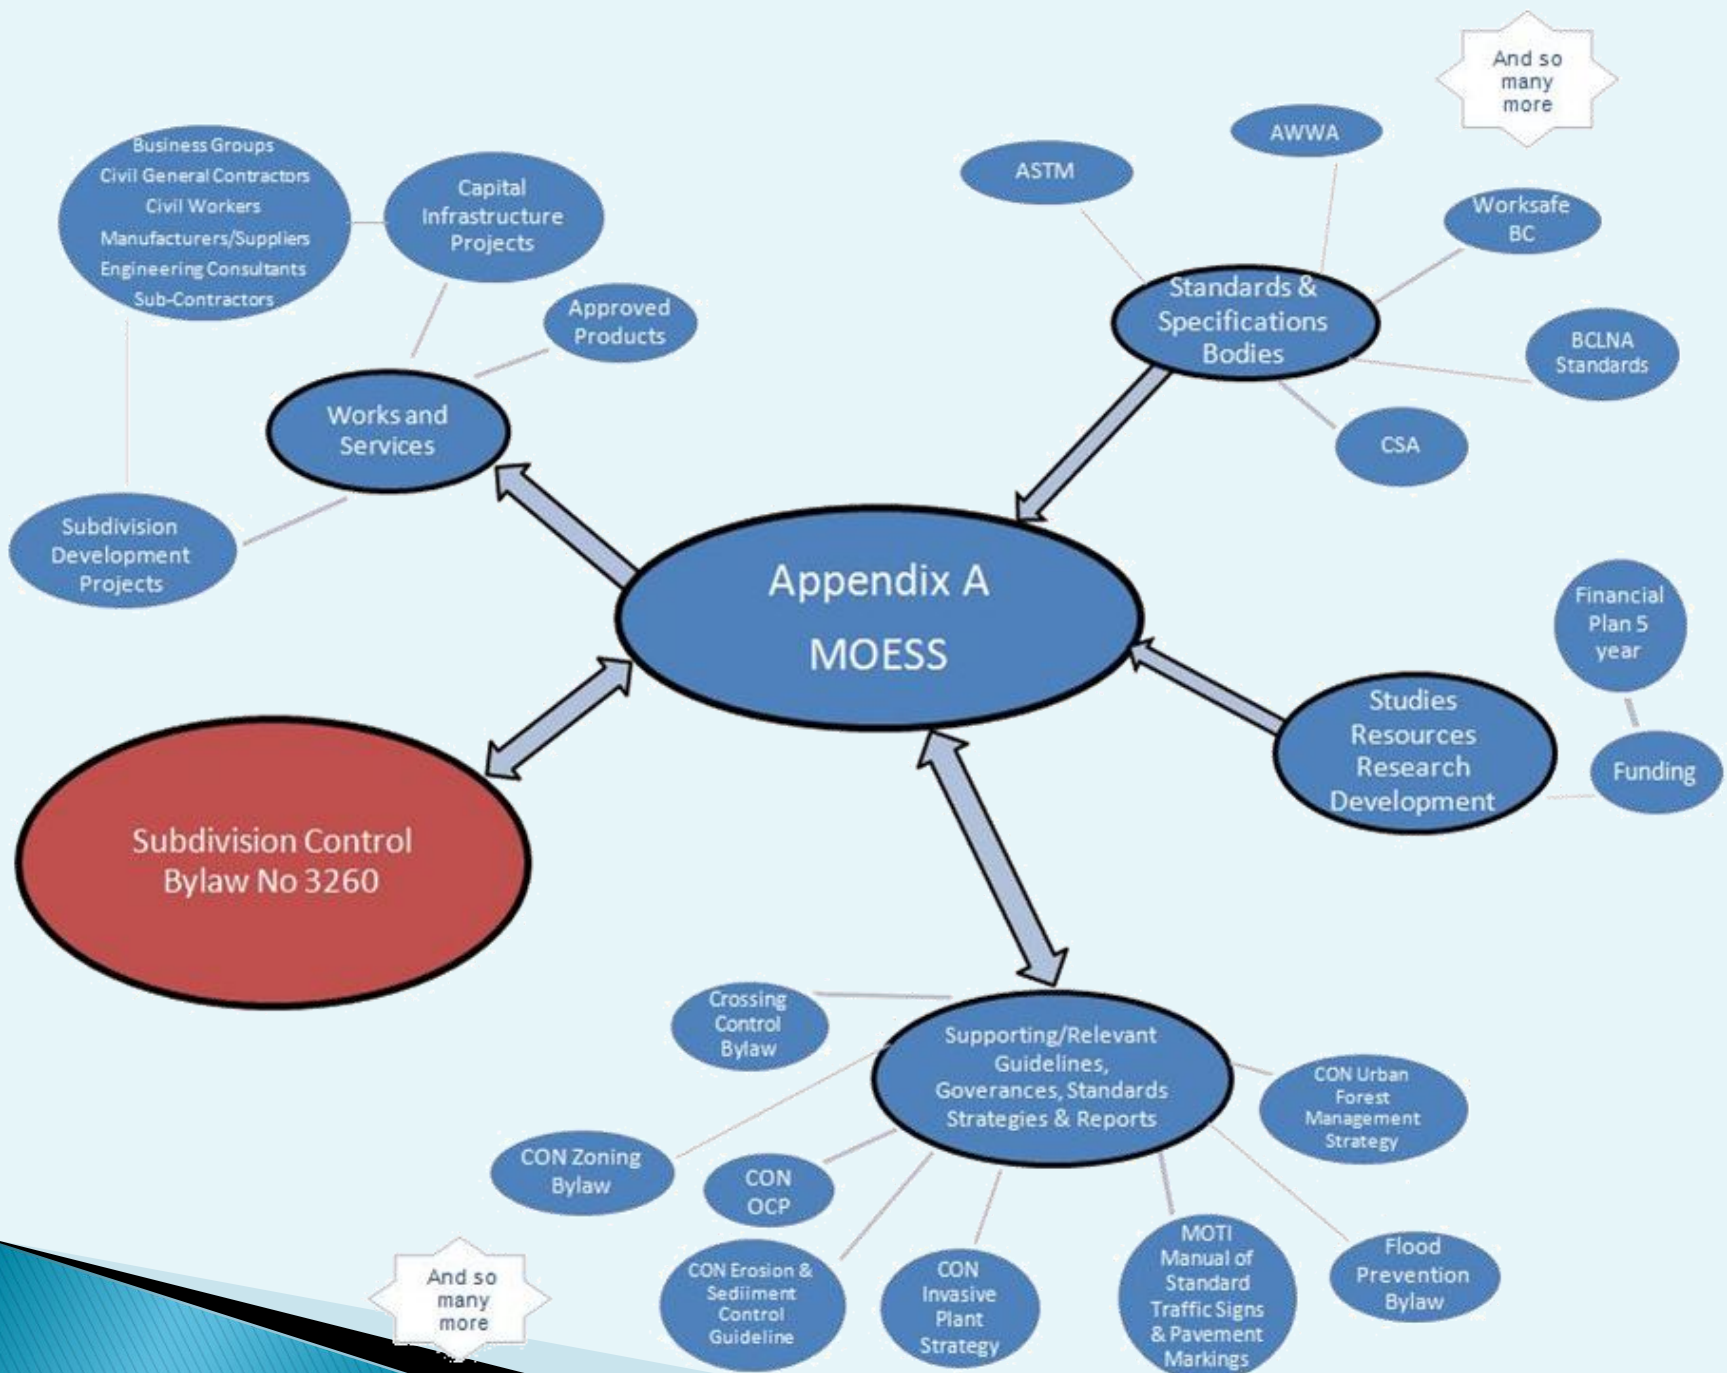 And so
many
more
AWWA
ASTM
Worksafe
BC
Standards &
Specifications
Bodies
BCLNA
Standards
CSA
Business Groups
Civil General Contractors
Civil Workers
Manufacturers/Suppliers
Engineering Consultants
Sub-Contractors
Capital
Infrastructure
Projects
Approved
Products
Works and
Services
Subdivision
Development
Projects
Appendix A
MOESS
Financial
Plan 5
year
Studies
Resources
Research
Development
Funding
Subdivision Control
Bylaw No 3260
Crossing
Control
Bylaw
Supporting/Relevant
Guidelines,
Goverances, Standards
Strategies & Reports
CON Urban
Forest
Management
Strategy
CON Zoning
Bylaw
CON
OCP
CON Erosion &
Sediiment
Control
Guideline
CON
Invasive
Plant
Strategy
MOTI
Manual of
Standard
Traffic Signs
& Pavement
Markings
Flood
Prevention
Bylaw
And so
many
more